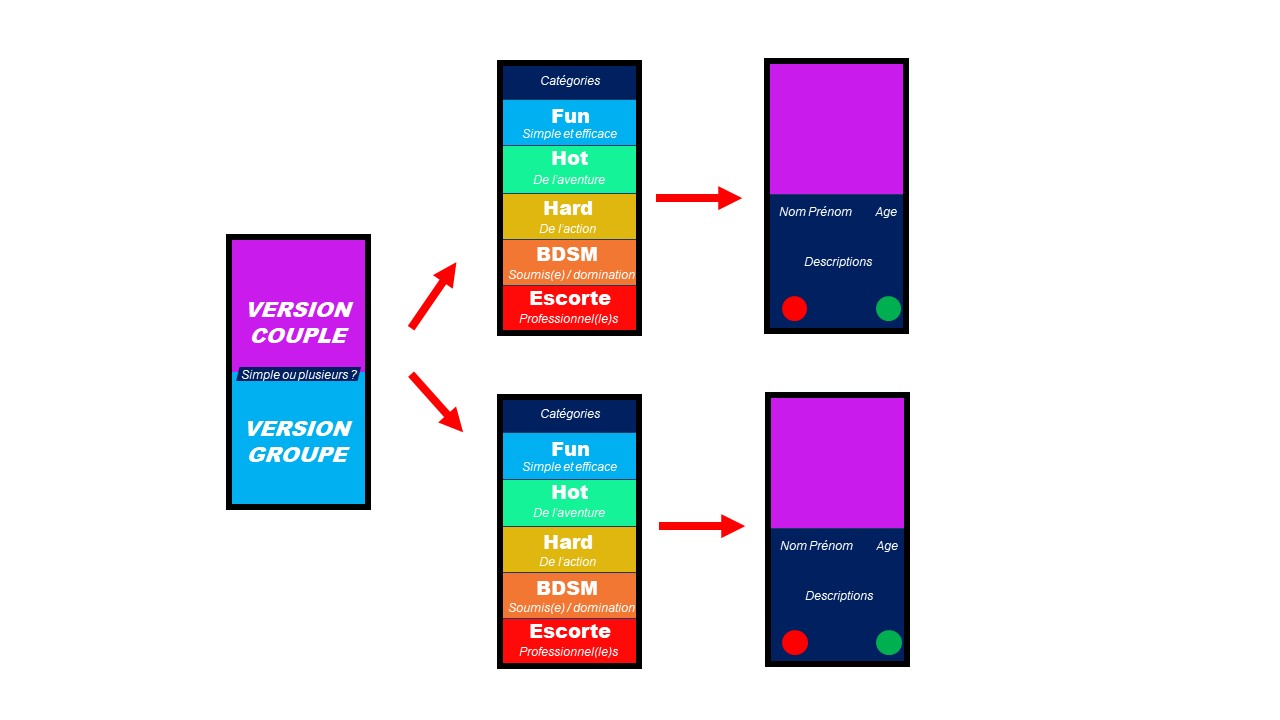 VERSION
COUPLE
Simple ou plusieurs ?
VERSION
GROUPE
Catégories
Fun
Simple et efficace
Hot
De l'aventure
Hard
De l'action
BDSM
Soumis(e) / domination
Escorte
Professionnel(le)s
Nom Prénom Age
Descriptions
Catégories
Fun
Simple et efficace
Hot
De l'aventure
Hard
De l'action
BDSM
Soumis(e) / domination
Escorte
Professionnel(le)s
Nom Prénom Age
Descriptions